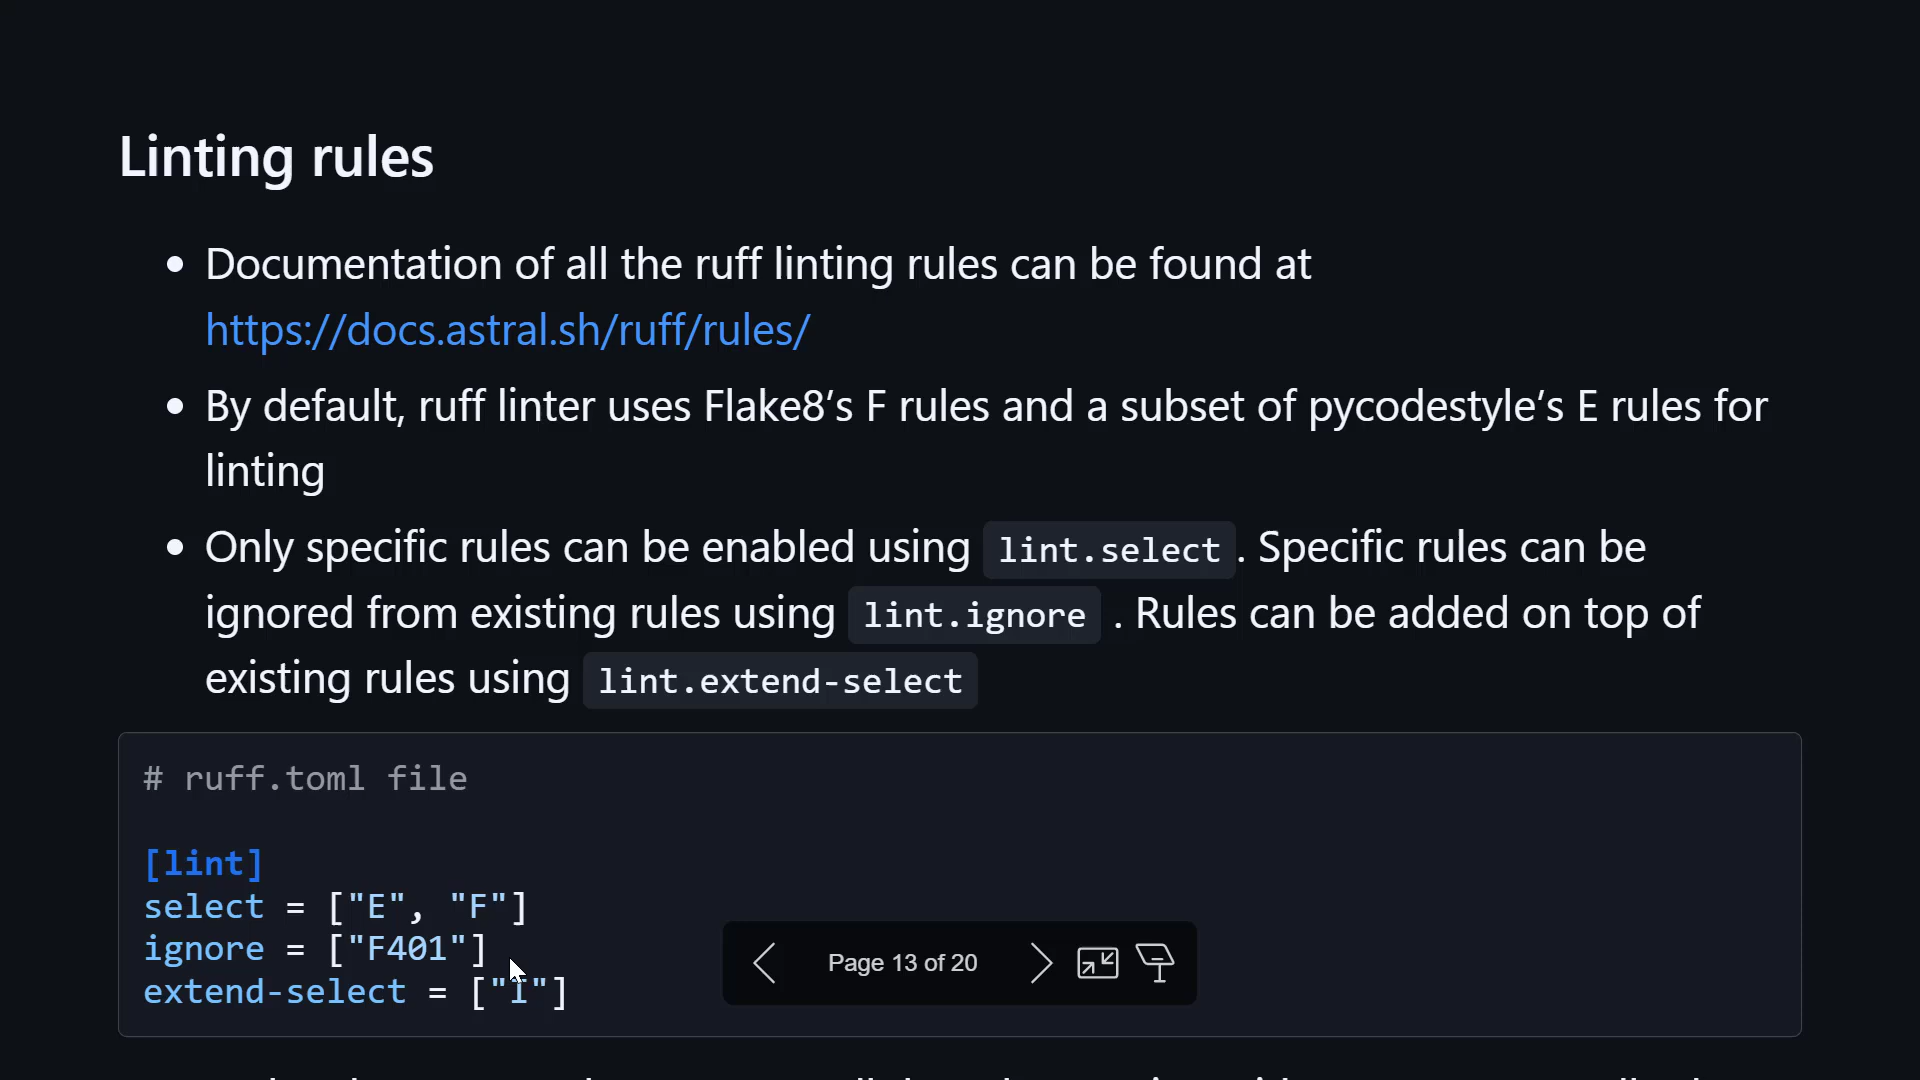 Linting rules
• Documentation of all the ruff linting rules can be found at
https://docs.astral.sh/ruff/rules/
• By default, ruff linter uses Flake8’s F rules and a subset of pycodestyle’s E rules for
linting
• Only specific rules can be enabled using lint.select. Specific rules can be
ignored from existing rules using lint.ignore . Rules can be added on top of
existing rules using lint.extend-select
# ruff.toml file
[lint]
select = ["E", "F"]
ignore = ["F401"]
extend-select = ["I"]
Page 13 of 20